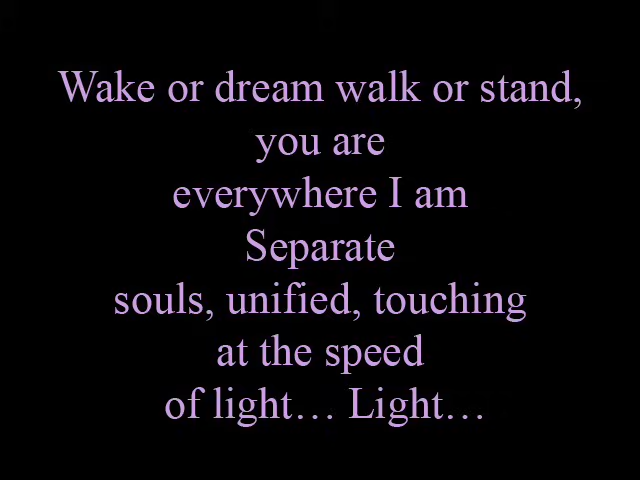 Wake or dream walk or stand,
you are
everywhere I am
Separate
souls, unified, touching
at the speed
of light… Light…